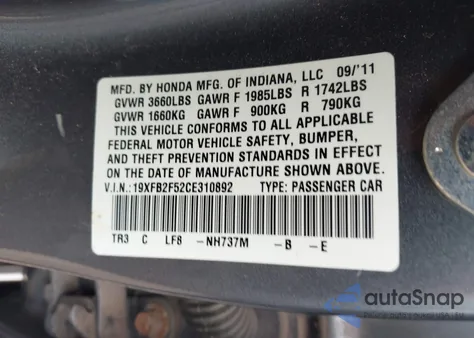 MFD. BY HONDA MFG. OF INDIANA, LLC 09/'11
GVWR 3660LBS GAWR F 1985LBS R 1742LBS
GVWR 1660KG GAWR F 900KG R 790KG
THIS VEHICLE CONFORMS TO ALL APPLICABLE
FEDERAL MOTOR VEHICLE SAFETY, BUMPER,
AND THEFT PREVENTION STANDARDS IN EFFECT
ON THE DATE OF MANUFACTURE SHOWN ABOVE.
V.I.N.:19XFB2F52CE310892 TYPE: PASSENGER CAR
TR3 C LF8 -NH737M -B -E
autoSnap